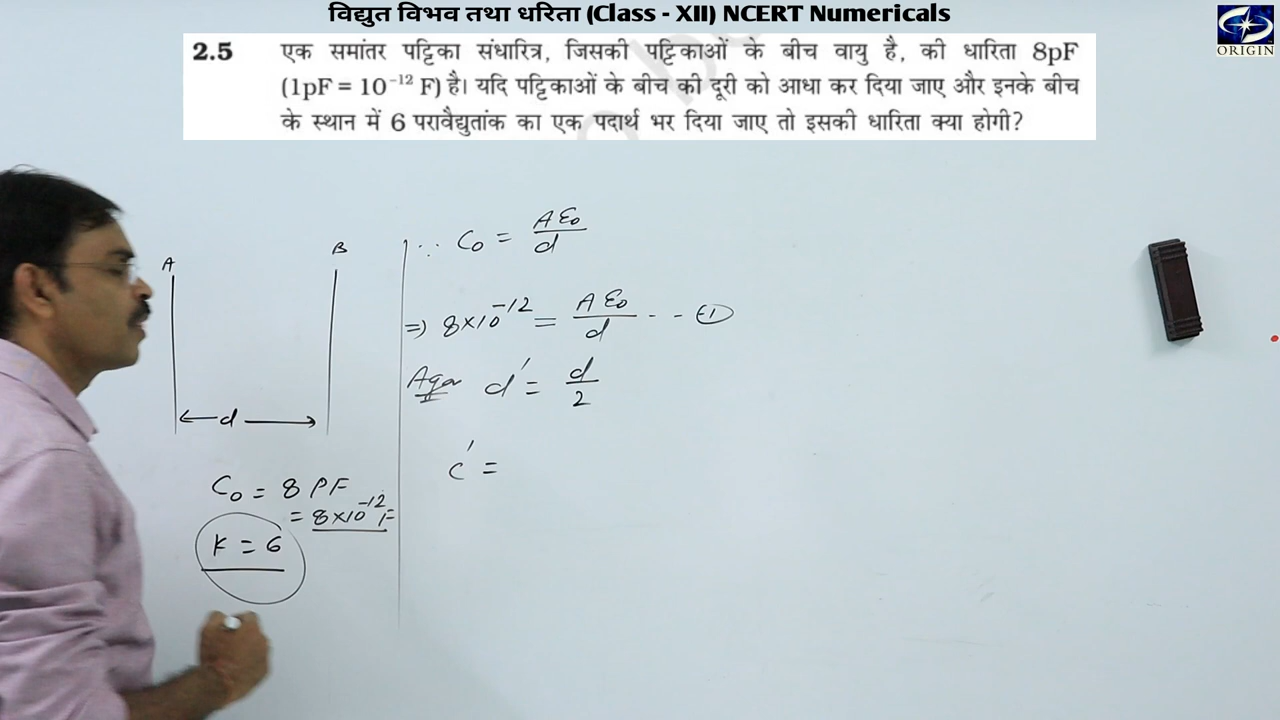 विद्युत विभव तथा धरिता (Class - XII) NCERT Numericals
ORIGIN
2.5 एक समांतर पट्टिका संधारित्र, जिसकी पट्टिकाओं के बीच वायु है, की धारिता 8pF
(1pF = 10⁻¹² F) है। यदि पट्टिकाओं के बीच की दूरी को आधा कर दिया जाए और इनके बीच
के स्थान में 6 परावैद्युतांक का एक पदार्थ भर दिया जाए तो इसकी धारिता क्या होगी?
A
B
d
C₀ = 8 PF
= 8×10⁻¹² F
K = 6
∵ C₀ = Aε₀/d
⇒ 8×10⁻¹² = Aε₀/d - - ①
d' = d/2
C' =